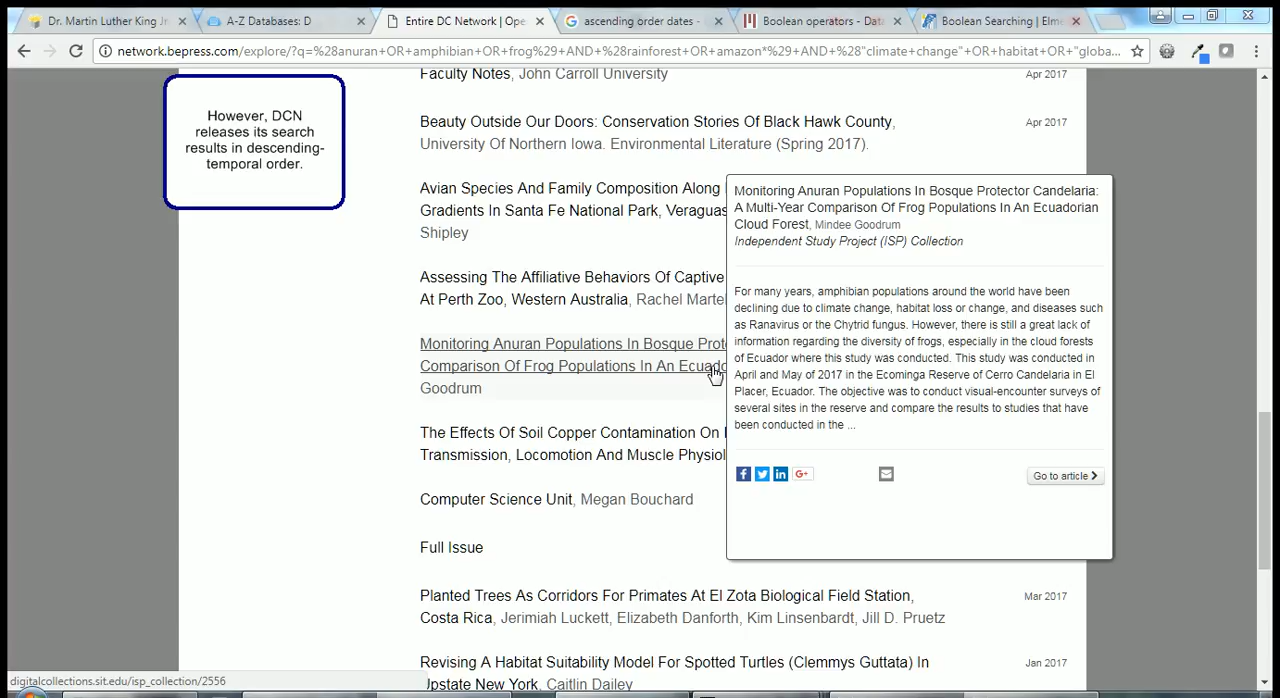 Dr. Martin Luther King Jr
A-Z Databases: D
Entire DC Network | Ope
ascending order dates -
Boolean operators - Data
Boolean Searching | Elme
network.bepress.com/explore/?q=%28anuran+OR+amphibian+OR+frog%29+AND+%28rainforest+OR+amazon*%29+AND+%28"climate+change"+OR+habitat+OR+"globa...
However, DCN
releases its search
results in descending-
temporal order.
Faculty Notes, John Carroll University
Apr 2017
Beauty Outside Our Doors: Conservation Stories Of Black Hawk County,
Apr 2017
University Of Northern Iowa. Environmental Literature (Spring 2017).
Avian Species And Family Composition Along
Gradients In Santa Fe National Park, Veraguas
Shipley
Assessing The Affiliative Behaviors Of Captive
At Perth Zoo, Western Australia, Rachel Martel
Monitoring Anuran Populations In Bosque Prote
Comparison Of Frog Populations In An Ecuado
Goodrum
The Effects Of Soil Copper Contamination On
Transmission, Locomotion And Muscle Physiol
Computer Science Unit, Megan Bouchard
Full Issue
Planted Trees As Corridors For Primates At El Zota Biological Field Station,
Mar 2017
Costa Rica, Jerimiah Luckett, Elizabeth Danforth, Kim Linsenbardt, Jill D. Pruetz
Revising A Habitat Suitability Model For Spotted Turtles (Clemmys Guttata) In
Jan 2017
Upstate New York, Caitlin Dailey
Monitoring Anuran Populations In Bosque Protector Candelaria:
A Multi-Year Comparison Of Frog Populations In An Ecuadorian
Cloud Forest, Mindee Goodrum
Independent Study Project (ISP) Collection
For many years, amphibian populations around the world have been
declining due to climate change, habitat loss or change, and diseases such
as Ranavirus or the Chytrid fungus. However, there is still a great lack of
information regarding the diversity of frogs, especially in the cloud forests
of Ecuador where this study was conducted. This study was conducted in
April and May of 2017 in the Ecominga Reserve of Cerro Candelaria in El
Placer, Ecuador. The objective was to conduct visual-encounter surveys of
several sites in the reserve and compare the results to studies that have
been conducted in the ...
Go to article
digitalcollections.sit.edu/isp_collection/2556